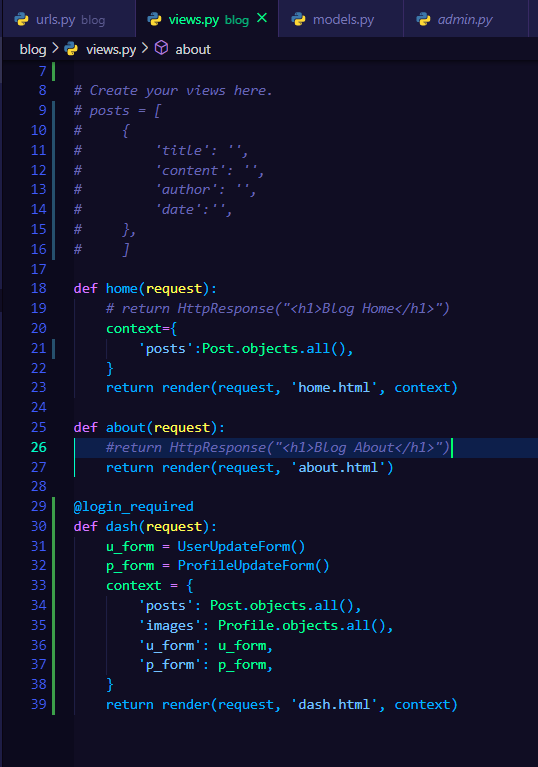 urls.py blog views.py blog × models.py admin.py
blog > views.py > about
7
8 # Create your views here.
9 # posts = [
10 #     {
11 #         'title': '',
12 #         'content': '',
13 #         'author': '',
14 #         'date':'',
15 #     },
16 #     ]
17
18 def home(request):
19     # return HttpResponse("<h1>Blog Home</h1>")
20     context={
21         'posts':Post.objects.all(),
22     }
23     return render(request, 'home.html', context)
24
25 def about(request):
26     #return HttpResponse("<h1>Blog About</h1>")
27     return render(request, 'about.html')
28
29 @login_required
30 def dash(request):
31     u_form = UserUpdateForm()
32     p_form = ProfileUpdateForm()
33     context = {
34         'posts': Post.objects.all(),
35         'images': Profile.objects.all(),
36         'u_form': u_form,
37         'p_form': p_form,
38     }
39     return render(request, 'dash.html', context)